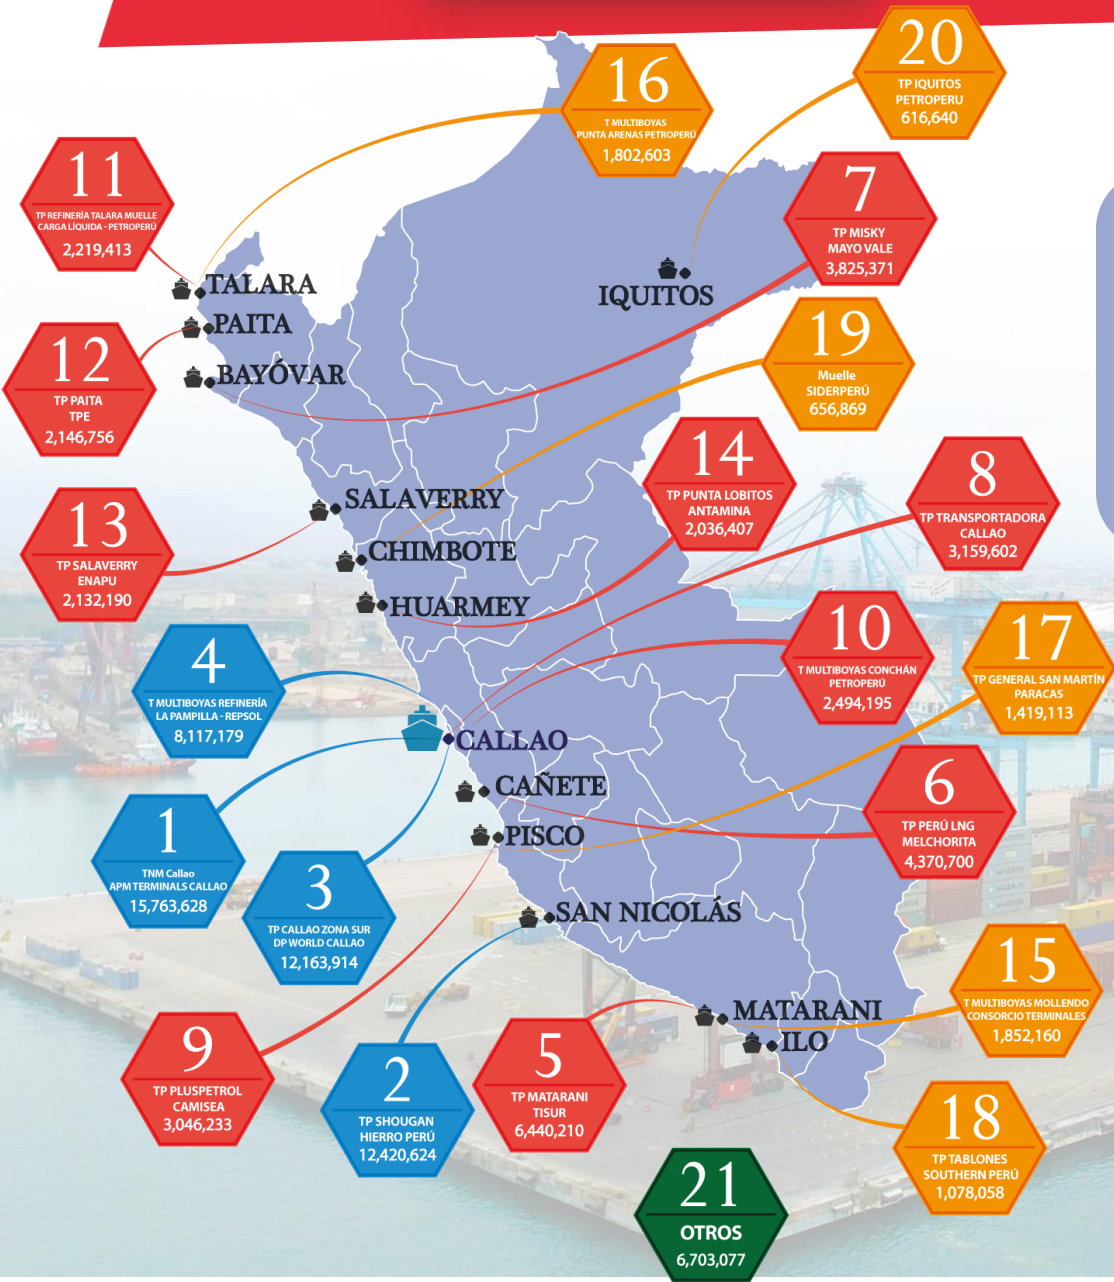 20
TP IQUITOS
PETROPERU
616,640
16
T MULTIBOYAS
PUNTA ARENAS PETROPERÚ
1,802,603
11
TP REFINERÍA TALARA MUELLE
CARGA LÍQUIDA - PETROPERÚ
2,219,413
7
TP MISKY
MAYO VALE
3,825,371
TALARA
IQUITOS
PAITA
12
TP PAITA
TPE
2,146,756
BAYÓVAR
19
Muelle
SIDERPERÚ
656,869
14
TP PUNTA LOBITOS
ANTAMINA
2,036,407
8
TP TRANSPORTADORA
CALLAO
3,159,602
SALAVERRY
13
TP SALAVERRY
ENAPU
2,132,190
CHIMBOTE
HUARMEY
4
T MULTIBOYAS REFINERÍA
LA PAMPILLA - REPSOL
8,117,179
10
T MULTIBOYAS CONCHÁN
PETROPERÚ
2,494,195
17
TP GENERAL SAN MARTÍN
PARACAS
1,419,113
CALLAO
CAÑETE
6
TP PERÚ LNG
MELCHORITA
4,370,700
1
TNM Callao
APM TERMINALS CALLAO
15,763,628
PISCO
3
TP CALLAO ZONA SUR
DP WORLD CALLAO
12,163,914
SAN NICOLÁS
15
T MULTIBOYAS MOLLENDO
CONSORCIO TERMINALES
1,852,160
MATARANI
ILO
9
TP PLUSPETROL
CAMISEA
3,046,233
2
TP SHOUGAN
HIERRO PERÚ
12,420,624
5
TP MATARANI
TISUR
6,440,210
18
TP TABLONES
SOUTHERN PERÚ
1,078,058
21
OTROS
6,703,077